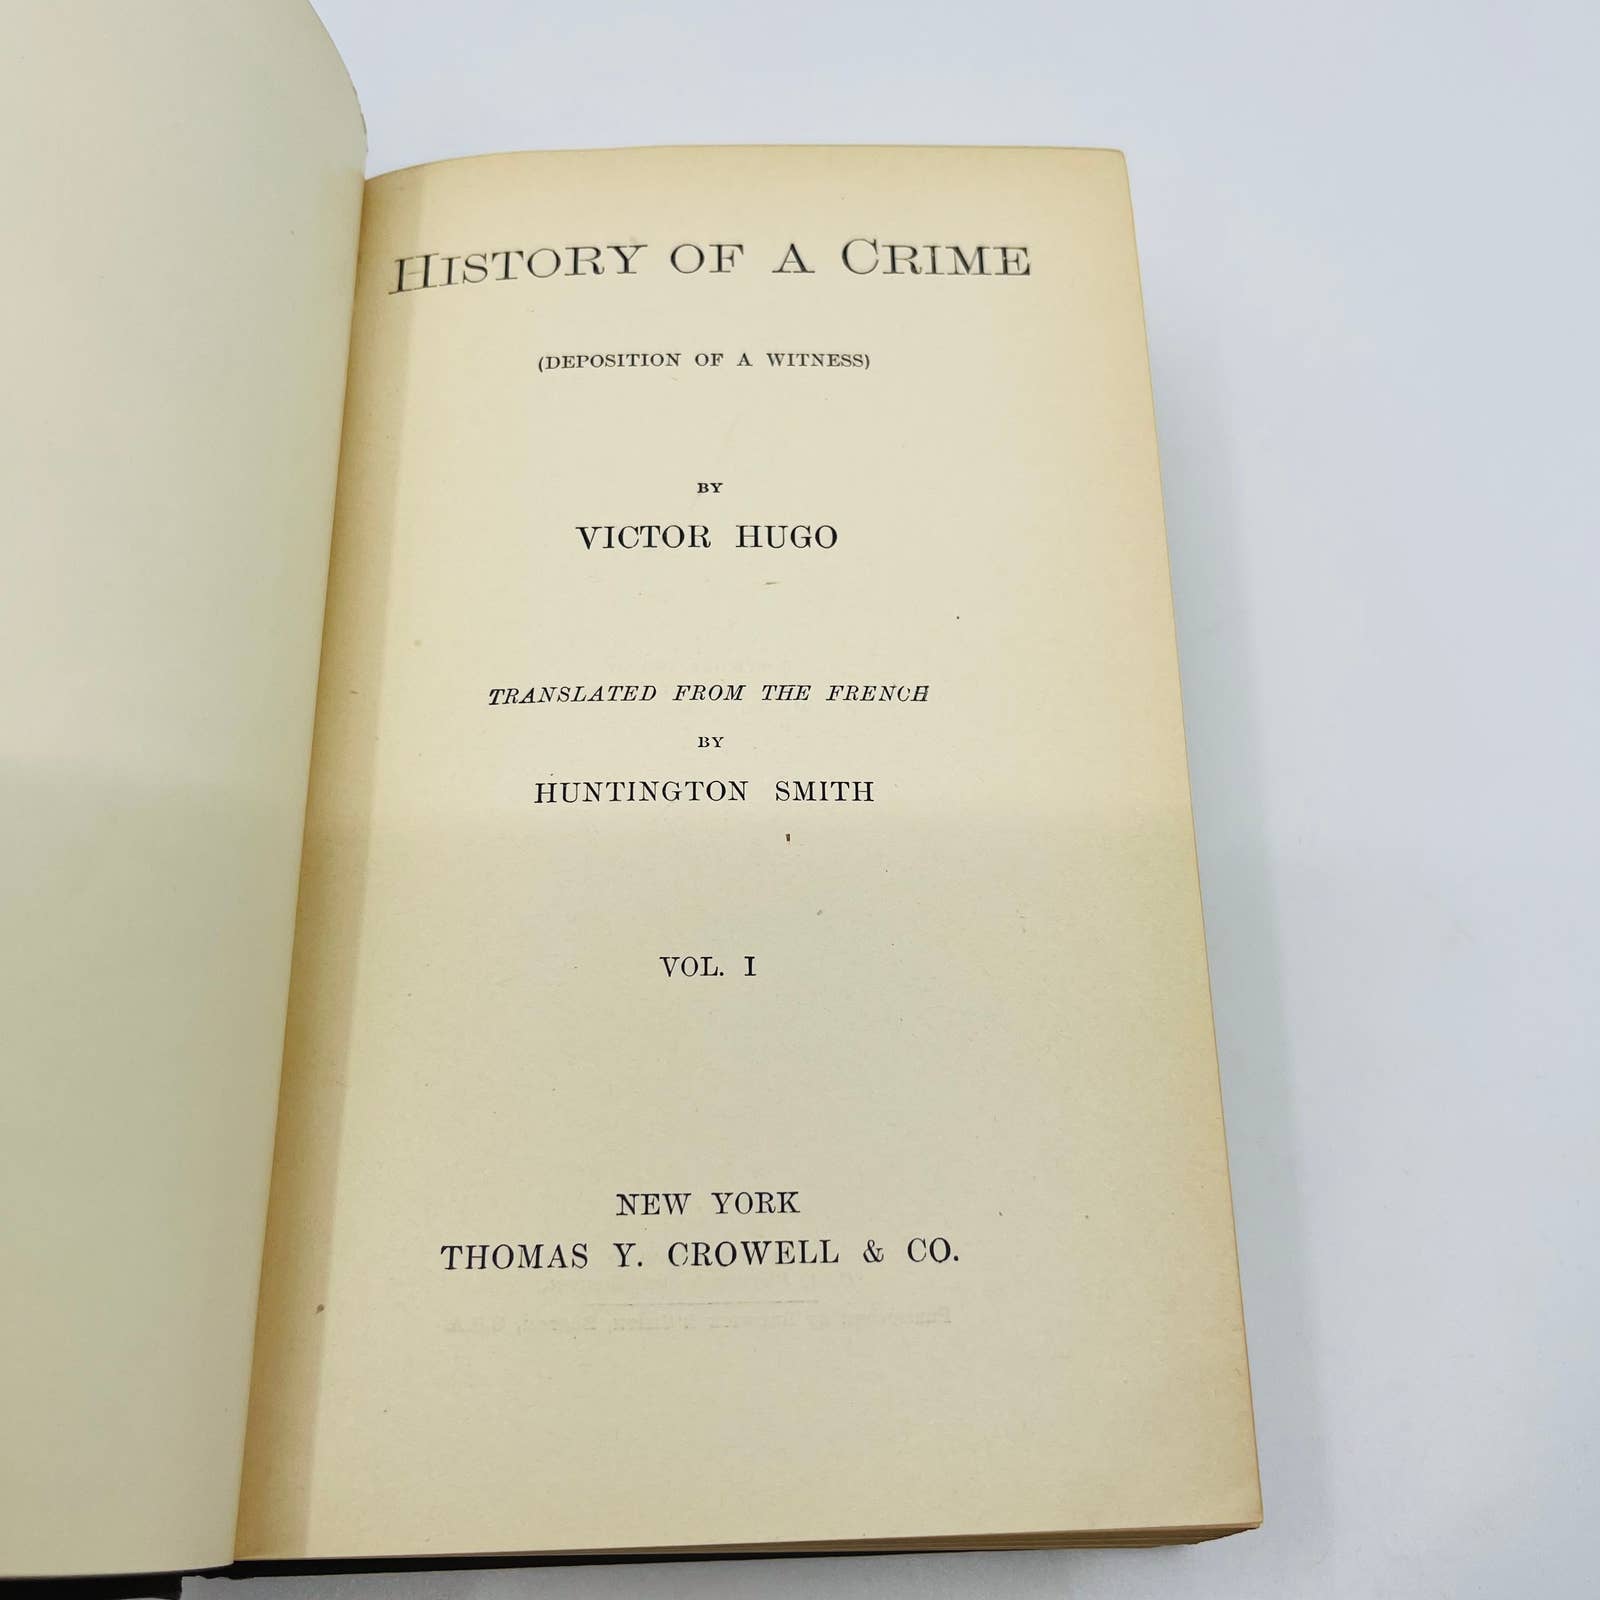 HISTORY OF A CRIME
(DEPOSITION OF A WITNESS)
BY
VICTOR HUGO
TRANSLATED FROM THE FRENCH
BY
HUNTINGTON SMITH
VOL. I
NEW YORK
THOMAS Y. CROWELL & CO.